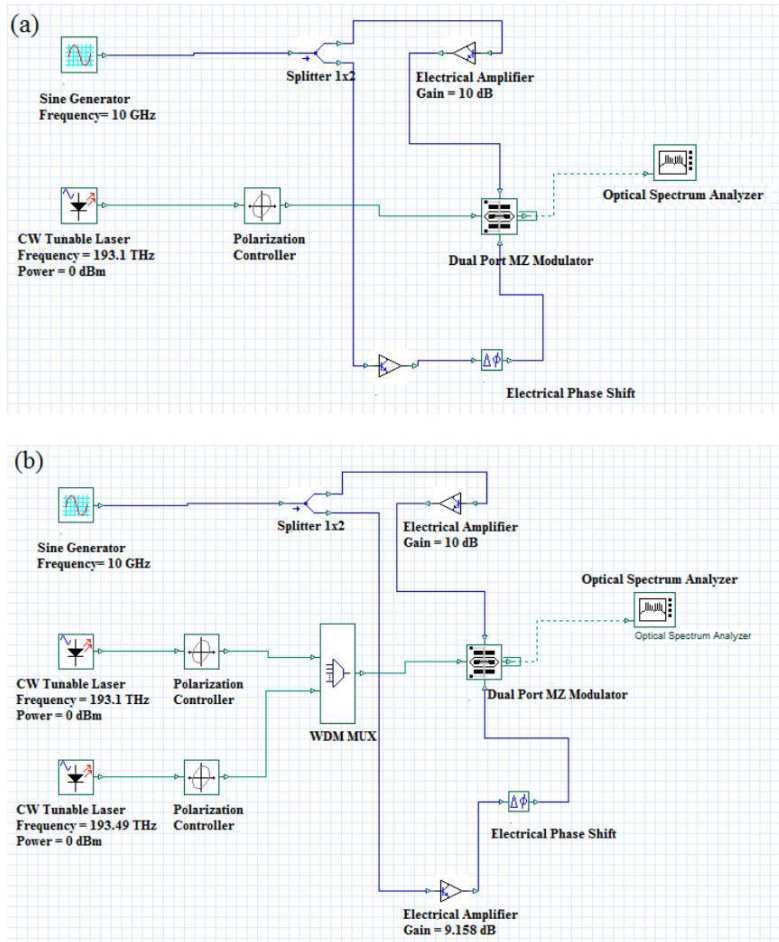 (a)
Splitter 1x2
Electrical Amplifier
Gain = 10 dB
Sine Generator
Frequency= 10 GHz
Optical Spectrum Analyzer
CW Tunable Laser
Frequency = 193.1 THz
Power = 0 dBm
Polarization
Controller
Dual Port MZ Modulator
Δϕ
Electrical Phase Shift
(b)
Splitter 1x2
Electrical Amplifier
Gain = 10 dB
Sine Generator
Frequency= 10 GHz
Optical Spectrum Analyzer
Optical Spectrum Analyzer
CW Tunable Laser
Frequency = 193.1 THz
Power = 0 dBm
Polarization
Controller
Dual Port MZ Modulator
WDM MUX
CW Tunable Laser
Frequency = 193.49 THz
Power = 0 dBm
Polarization
Controller
Δϕ
Electrical Phase Shift
Electrical Amplifier
Gain = 9.158 dB